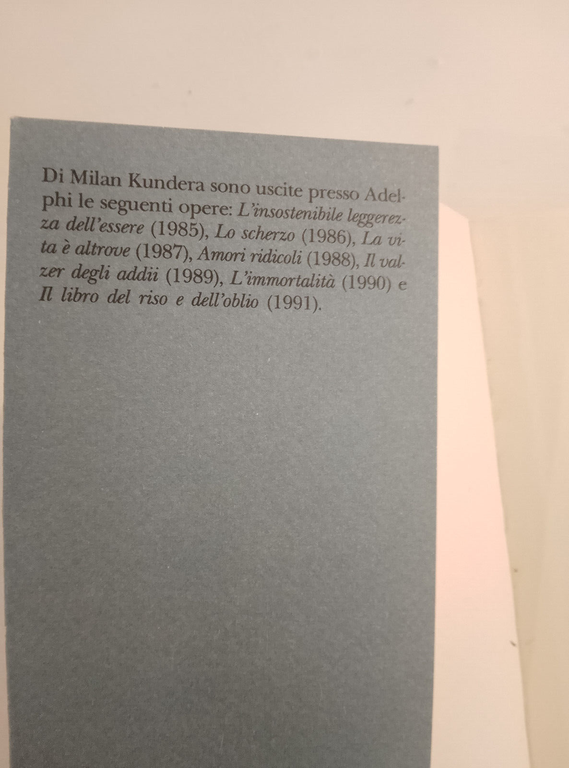 Di Milan Kundera sono uscite presso Adel-
phi le seguenti opere: L'insostenibile leggerez-
za dell'essere (1985), Lo scherzo (1986), La vi-
ta è altrove (1987), Amori ridicoli (1988), Il val-
zer degli addii (1989), L'immortalità (1990) e
Il libro del riso e dell'oblio (1991).